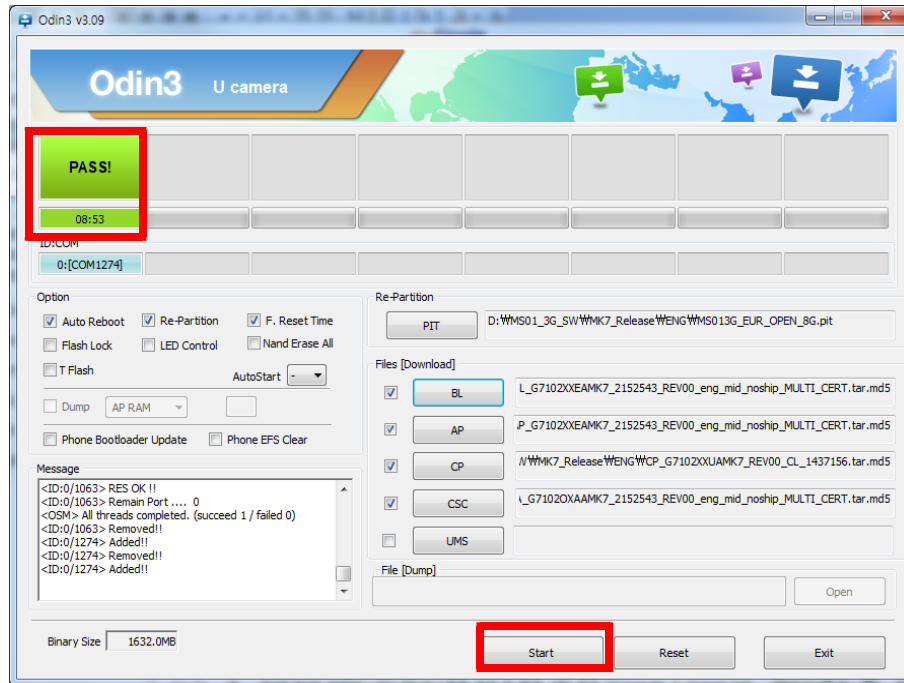 Odin3 v3.09
Odin3 U camera
PASS!
08:53
ID:COM
0:[COM1274]
Option
Auto Reboot Re-Partition F. Reset Time
Flash Lock LED Control Nand Erase All
T Flash AutoStart -
Dump AP RAM
Phone Bootloader Update Phone EFS Clear
Message
<ID:0/1063> RES OK !!
<ID:0/1063> Remain Port .... 0
<OSM> All threads completed. (succeed 1 / failed 0)
<ID:0/1063> Removed!!
<ID:0/1274> Added!!
<ID:0/1274> Removed!!
<ID:0/1274> Added!!
Re-Partition
PIT D:₩MS01_3G_SW₩MK7_Release₩ENG₩MS013G_EUR_OPEN_8G.pit
Files [Download]
BL L_G7102XXEAMK7_2152543_REV00_eng_mid_noship_MULTI_CERT.tar.md5
AP P_G7102XXEAMK7_2152543_REV00_eng_mid_noship_MULTI_CERT.tar.md5
CP ₩MK7_Release₩ENG₩CP_G7102XXUAMK7_REV00_CL_1437156.tar.md5
CSC _G7102OXAAMK7_2152543_REV00_eng_mid_noship_MULTI_CERT.tar.md5
UMS
File [Dump]
Open
Binary Size 1632.0MB
Start Reset Exit